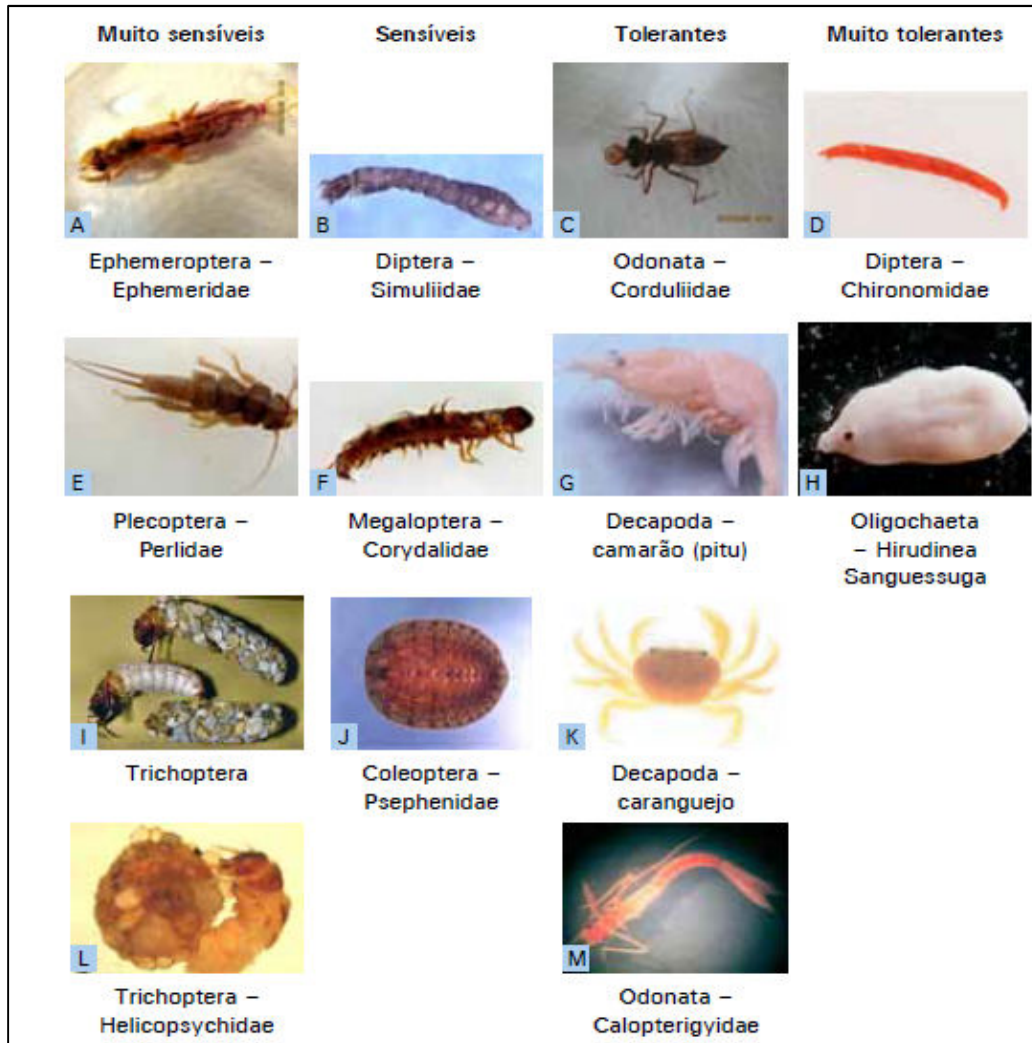 Muito sensíveis
Sensíveis
Tolerantes
Muito tolerantes
A
B
C
D
Ephemeroptera –
Ephemeridae
Diptera –
Simuliidae
Odonata –
Corduliidae
Diptera –
Chironomidae
E
F
G
H
Plecoptera –
Perlidae
Megaloptera –
Corydalidae
Decapoda –
camarão (pitu)
Oligochaeta
– Hirudinea
Sanguessuga
I
J
K
Trichoptera
Coleoptera –
Psephenidae
Decapoda –
caranguejo
L
M
Trichoptera –
Helicopsychidae
Odonata –
Calopterigyidae